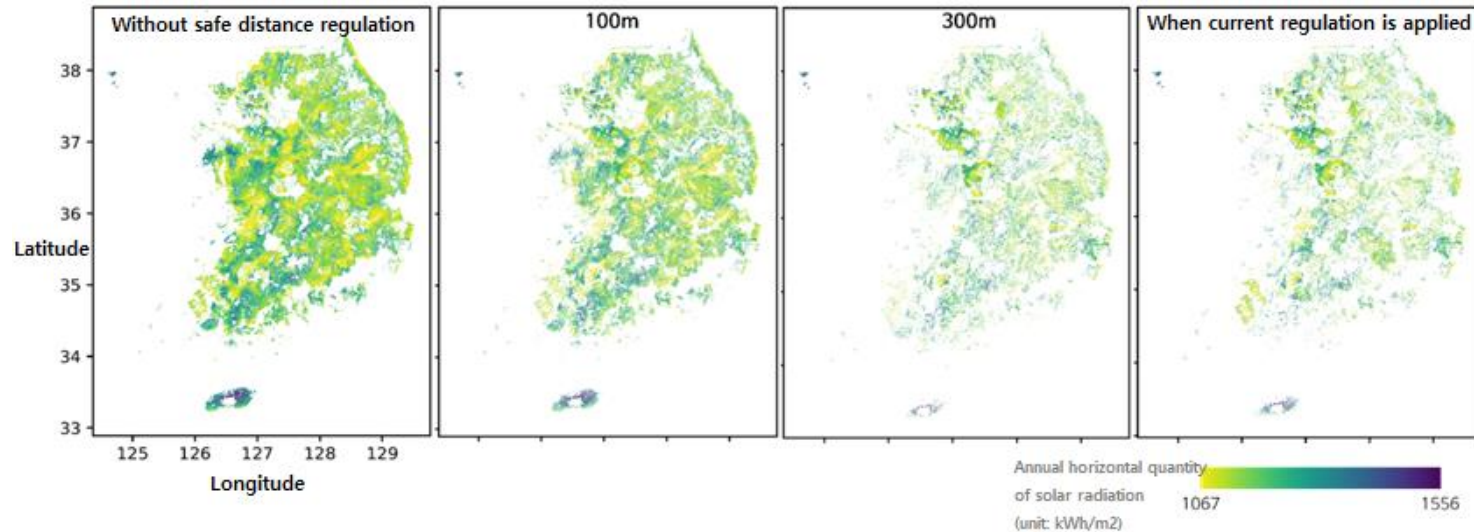 Without safe distance regulation
100m
300m
When current regulation is applied
38
37
36
Latitude
35
34
33
125 126 127 128 129
Longitude
Annual horizontal quantity
of solar radiation
(unit: kWh/m2)
1067 1556